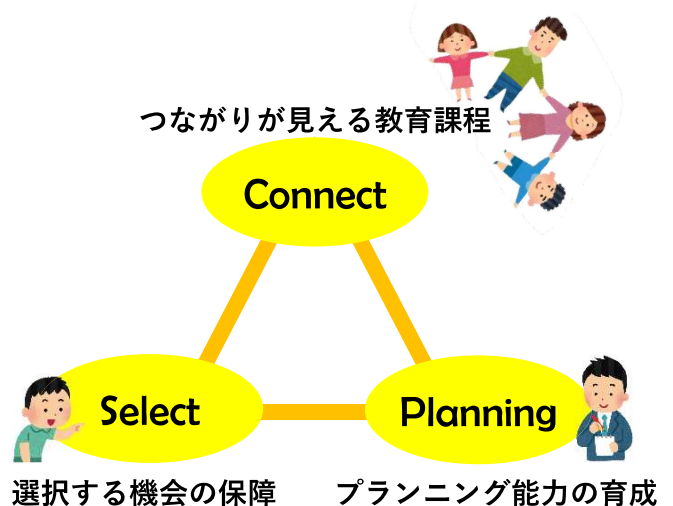 つながりが見える教育課程
Connect
Select
Planning
選択する機会の保障
プランニング能力の育成